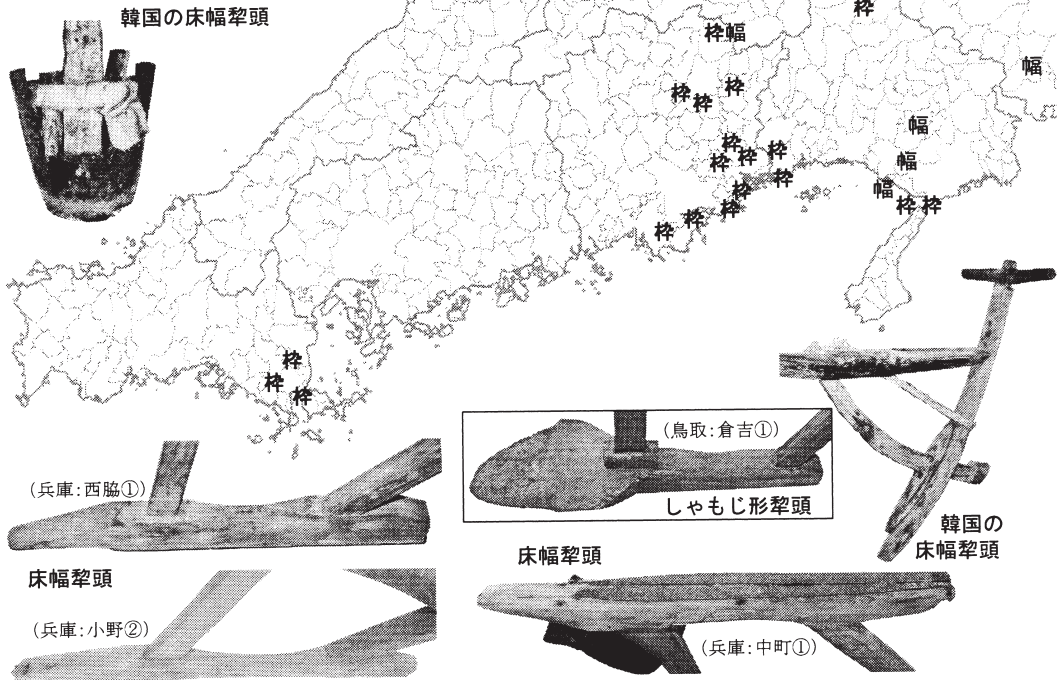 韓国の床幅犂頭
枠
枠幅
幅
枠
枠
枠
幅
枠
枠
枠
枠
幅
枠
枠
幅
枠
枠
枠
枠
枠
枠
枠
枠
(鳥取:倉吉①)
しゃもじ形犂頭
(兵庫:西脇①)
韓国の
床幅犂頭
床幅犂頭
床幅犂頭
(兵庫:小野②)
(兵庫:中町①)